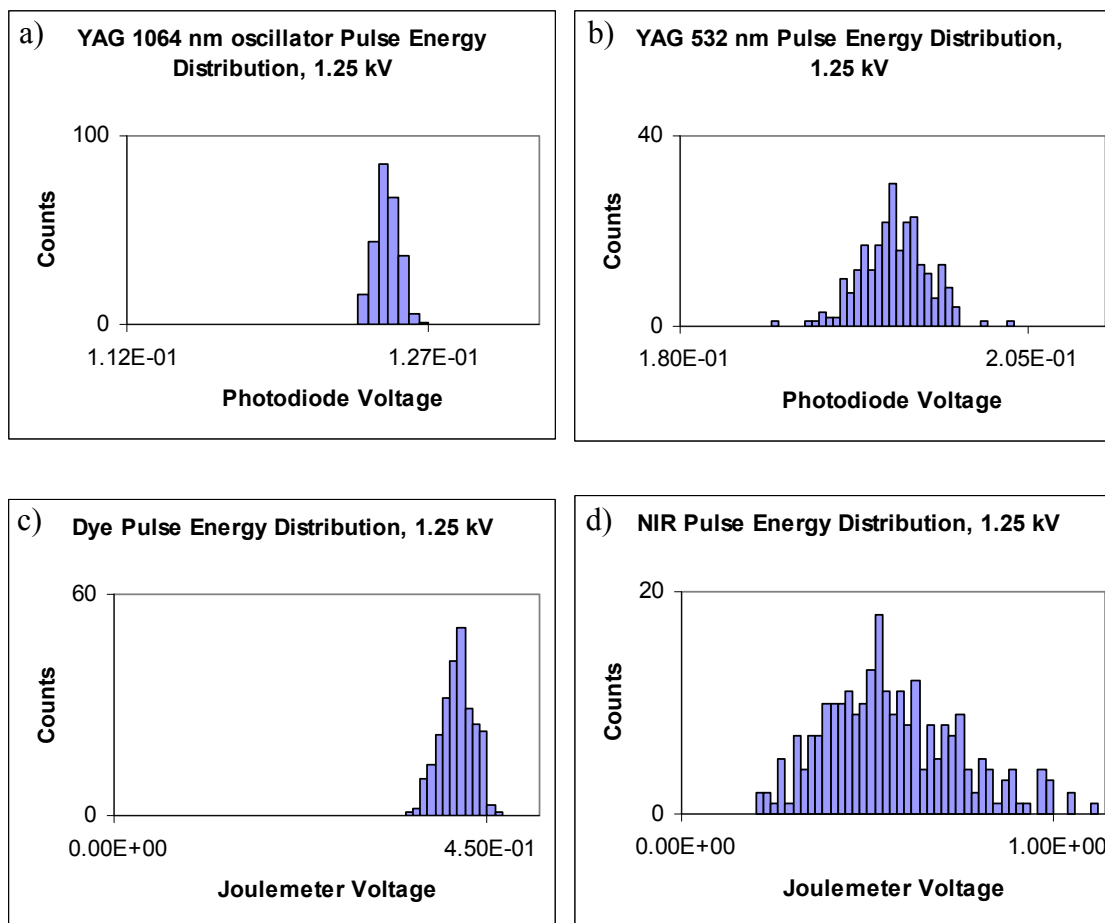 a)
YAG 1064 nm oscillator Pulse Energy
Distribution, 1.25 kV
100
0
Counts
1.12E-01
1.27E-01
Photodiode Voltage
b)
YAG 532 nm Pulse Energy Distribution,
1.25 kV
40
0
Counts
1.80E-01
2.05E-01
Photodiode Voltage
c)
Dye Pulse Energy Distribution, 1.25 kV
60
0
Counts
0.00E+00
4.50E-01
Joulemeter Voltage
d)
NIR Pulse Energy Distribution, 1.25 kV
20
0
Counts
0.00E+00
1.00E+00
Joulemeter Voltage